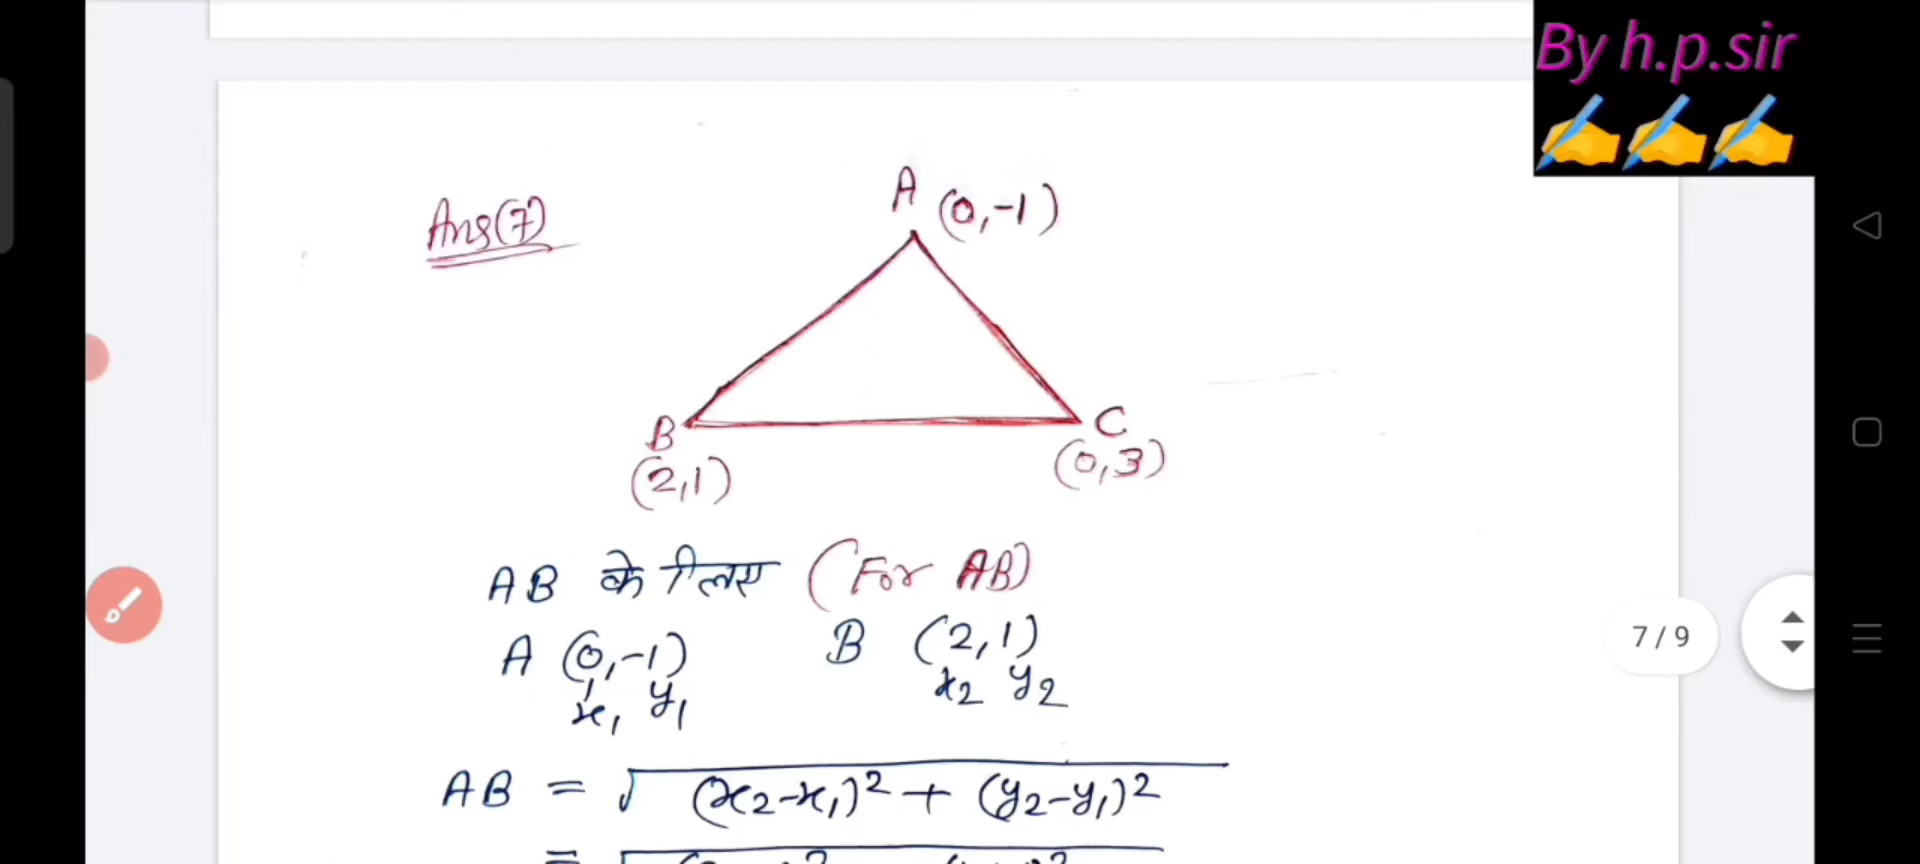 By h.p.sir
Ans(7)
A (0,-1)
B
(2,1)
C
(0,3)
AB के लिए (For AB)
A (0,-1) B (2,1)
x₁ y₁ x₂ y₂
AB = √(x₂-x₁)² + (y₂-y₁)²
=
7 / 9